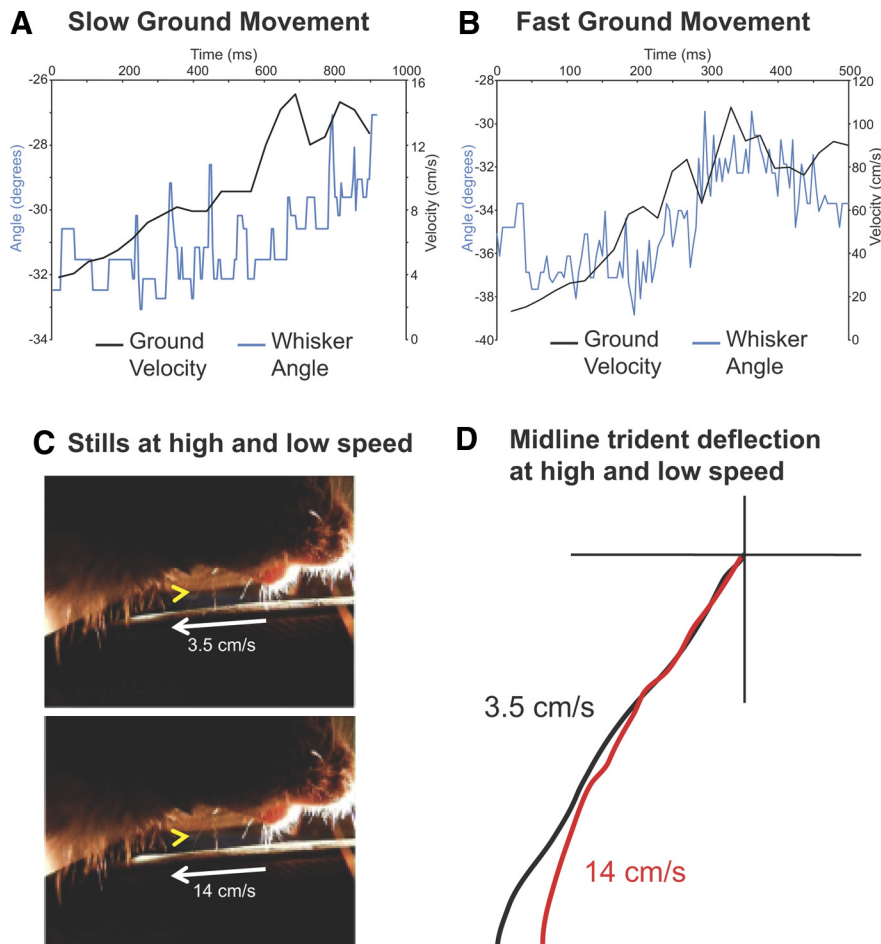 A Slow Ground Movement
Time (ms)
0 200 400 600 800 1000
-26
-28
-30
-32
-34
Angle (degrees)
16
12
8
4
0
Velocity (cm/s)
Ground Velocity
Whisker Angle
B Fast Ground Movement
Time (ms)
0 100 200 300 400 500
-28
-30
-32
-34
-36
-38
-40
Angle (degrees)
120
100
80
60
40
20
0
Velocity (cm/s)
Ground Velocity
Whisker Angle
C Stills at high and low speed
3.5 cm/s
14 cm/s
D Midline trident deflection
at high and low speed
3.5 cm/s
14 cm/s